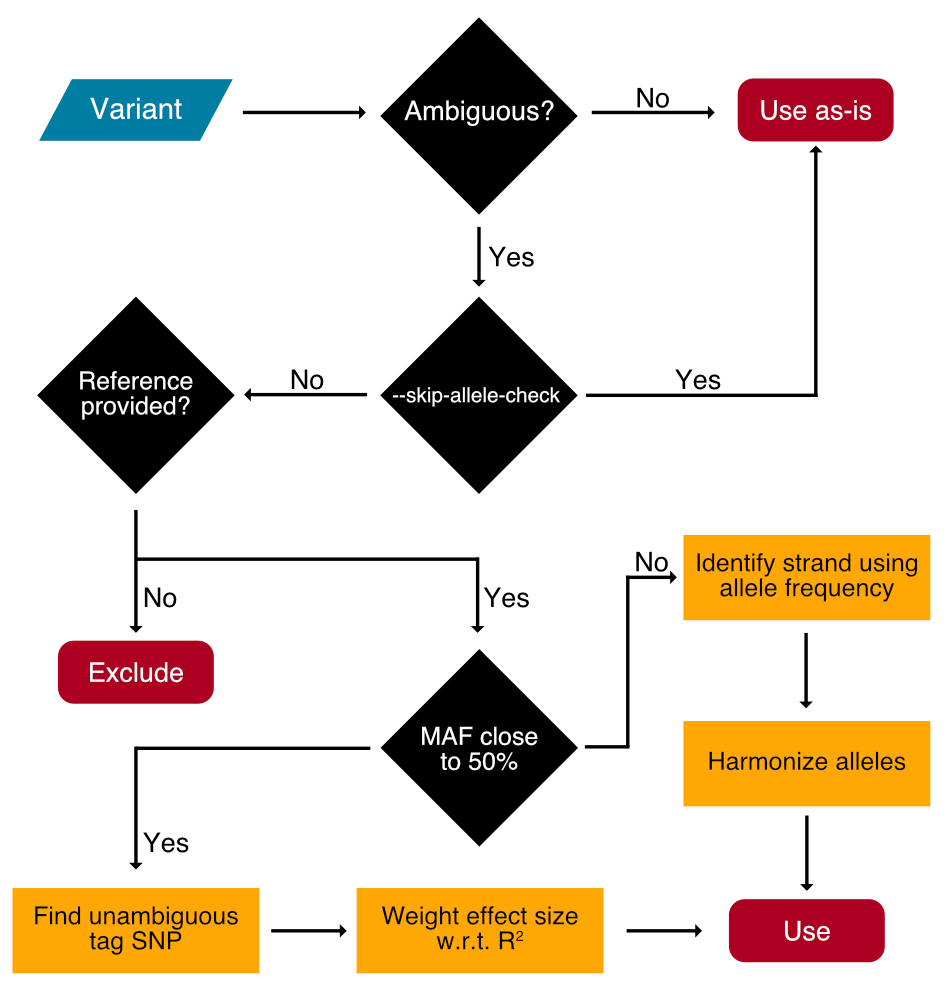 Variant
Ambiguous?
No
Use as-is
Yes
Reference
provided?
No
--skip-allele-check
Yes
No
Yes
Exclude
No
Identify strand using
allele frequency
MAF close
to 50%
Harmonize alleles
Yes
Find unambiguous
tag SNP
Weight effect size
w.r.t. R²
Use